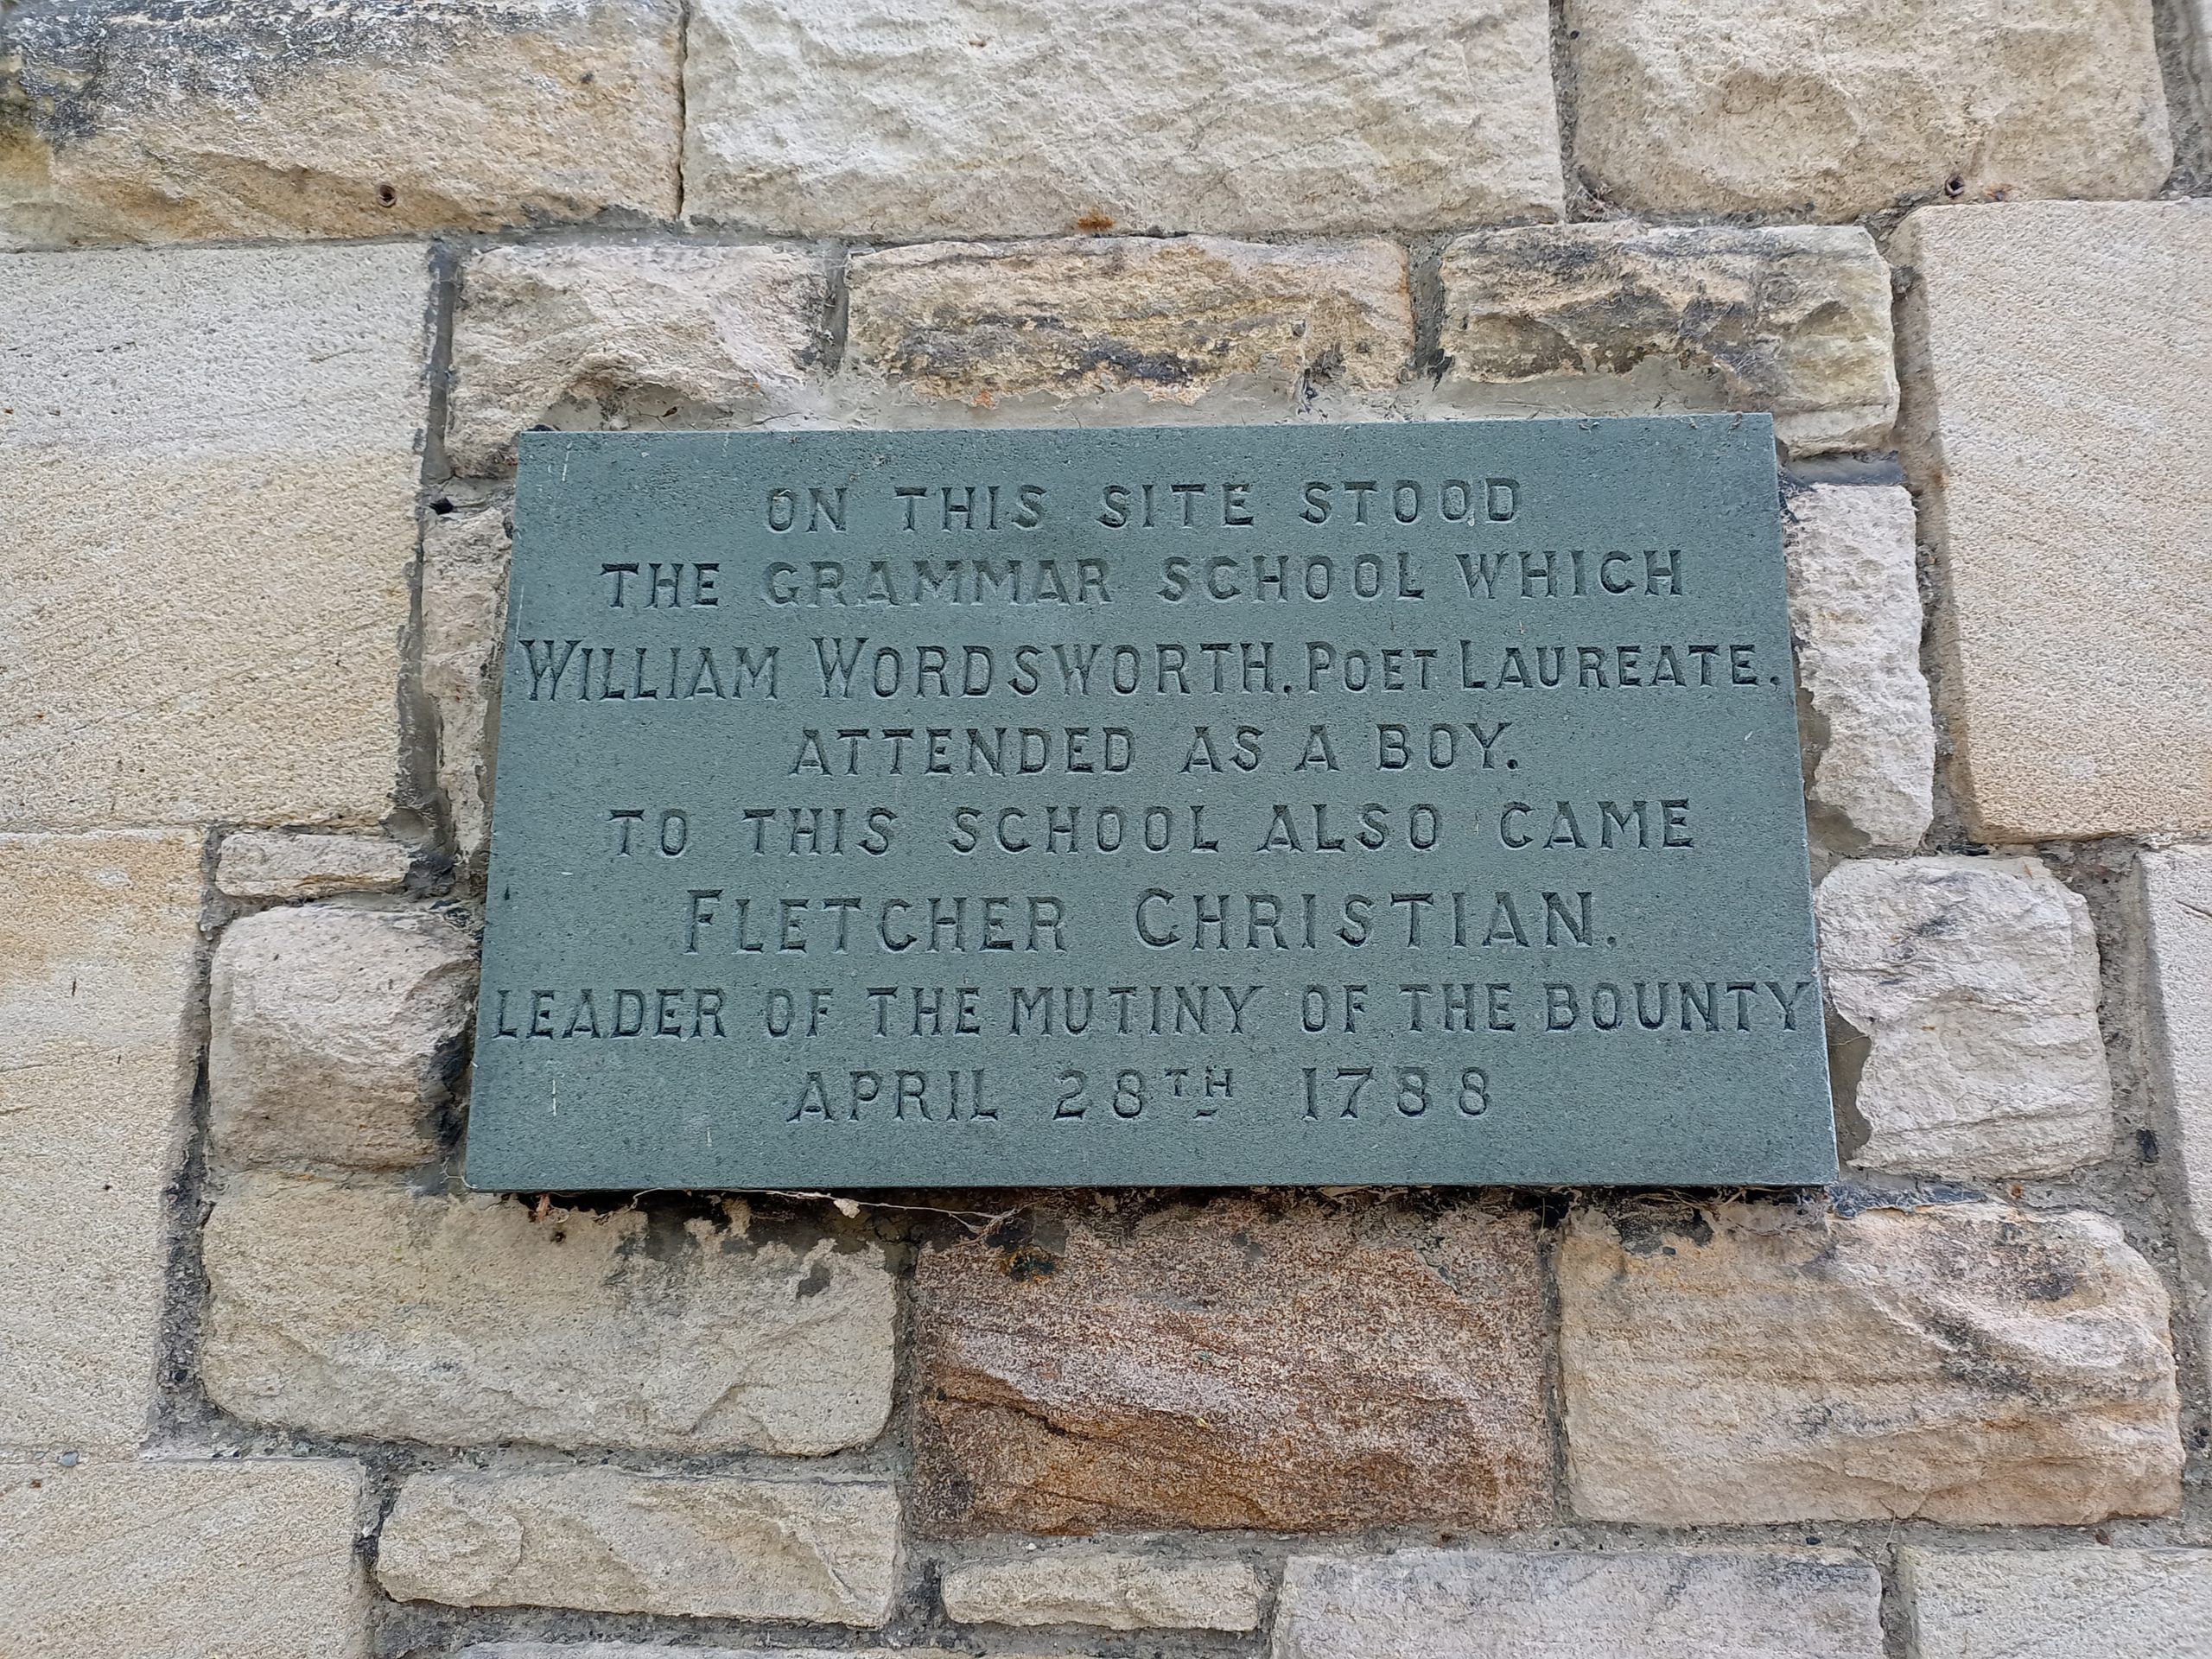 ON THIS SITE STOOD
THE GRAMMAR SCHOOL WHICH
WILLIAM WORDSWORTH. POET LAUREATE.
ATTENDED AS A BOY.
TO THIS SCHOOL ALSO CAME
FLETCHER CHRISTIAN.
LEADER OF THE MUTINY OF THE BOUNTY
APRIL 28TH 1788